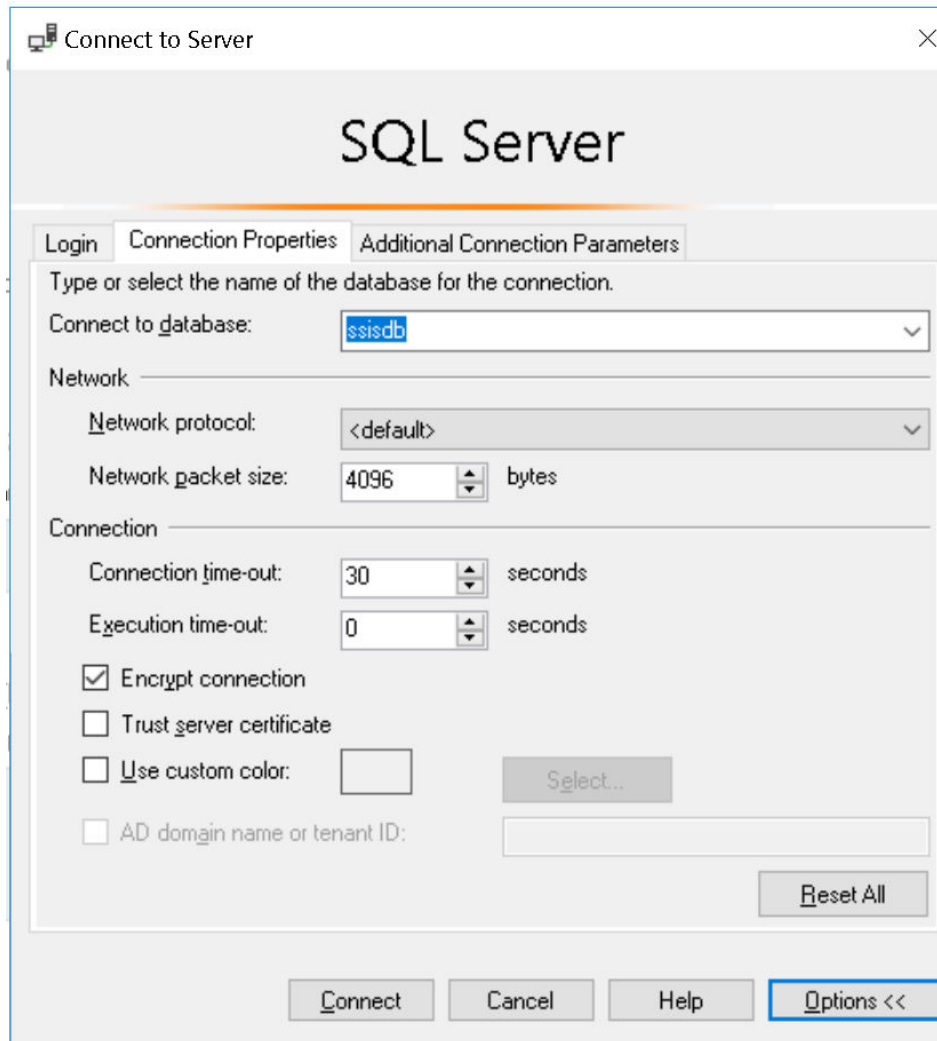 Connect to Server
SQL Server
Login Connection Properties Additional Connection Parameters
Type or select the name of the database for the connection.
Connect to database: ssisdb
Network
Network protocol: <default>
Network packet size: 4096 bytes
Connection
Connection time-out: 30 seconds
Execution time-out: 0 seconds
Encrypt connection
Trust server certificate
Use custom color: Select...
AD domain name or tenant ID:
Reset All
Connect Cancel Help Options <<